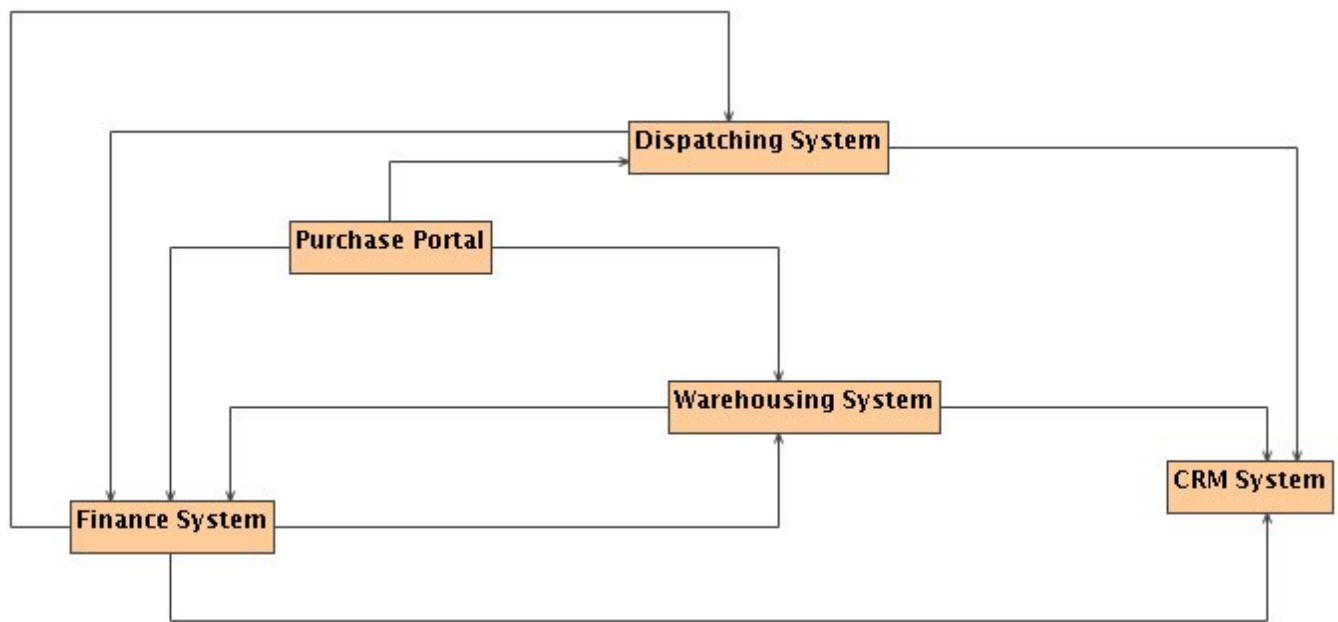 Dispatching System
Purchase Portal
Warehousing System
CRM System
Finance System